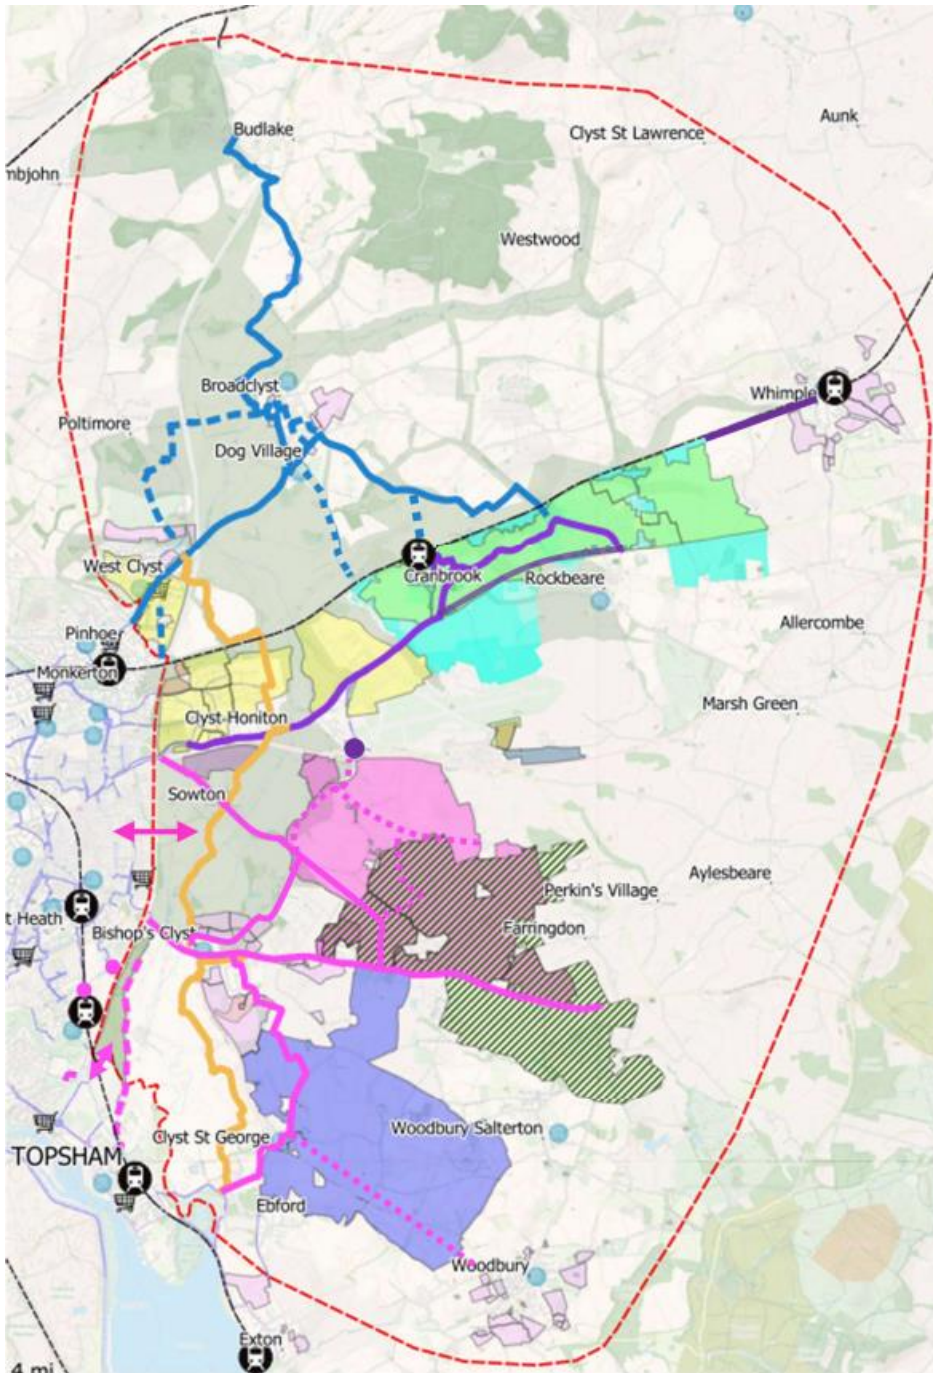 Budlake
Clyst St Lawrence
Aunk
mbjohn
Westwood
Broadclyst
Whimple
Poltimore
Dog Village
West Clyst
Cranbrook
Rockbeare
Pinhoe
Allercombe
Monkerton
Clyst Honiton
Marsh Green
Sowton
Aylesbeare
Perkin's Village
t Heath
Farringdon
Bishop's Clyst
Clyst St George
Woodbury Salterton
TOPSHAM
Ebford
Woodbury
Exton
4 mi